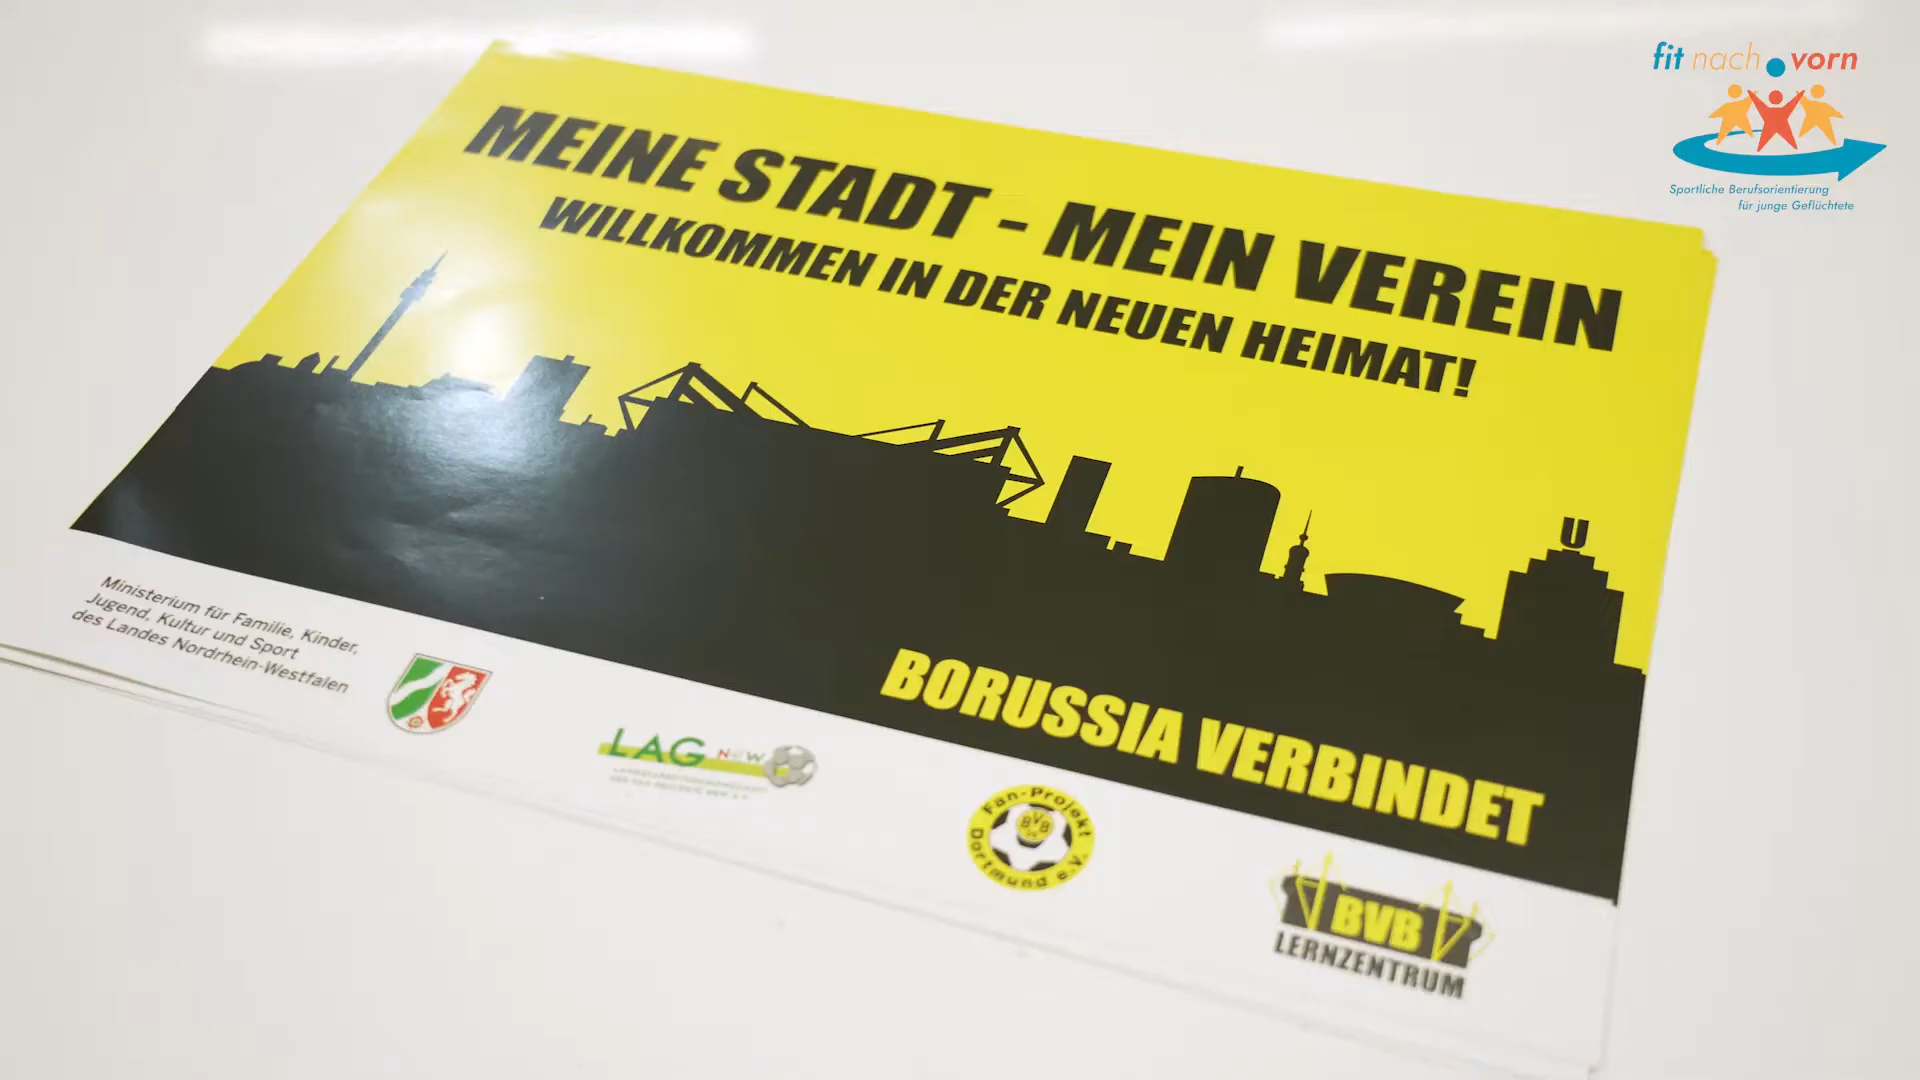 fit nach vorn
Sportliche Berufsorientierung
für junge Geflüchtete
MEINE STADT - MEIN VEREIN
WILLKOMMEN IN DER NEUEN HEIMAT!
U
BORUSSIA VERBINDET
Ministerium für Familie, Kinder,
Jugend, Kultur und Sport
des Landes Nordrhein-Westfalen
LAG NRW
Fan-Projekt
BVB
Dortmund e.V.
BVB
LERNZENTRUM